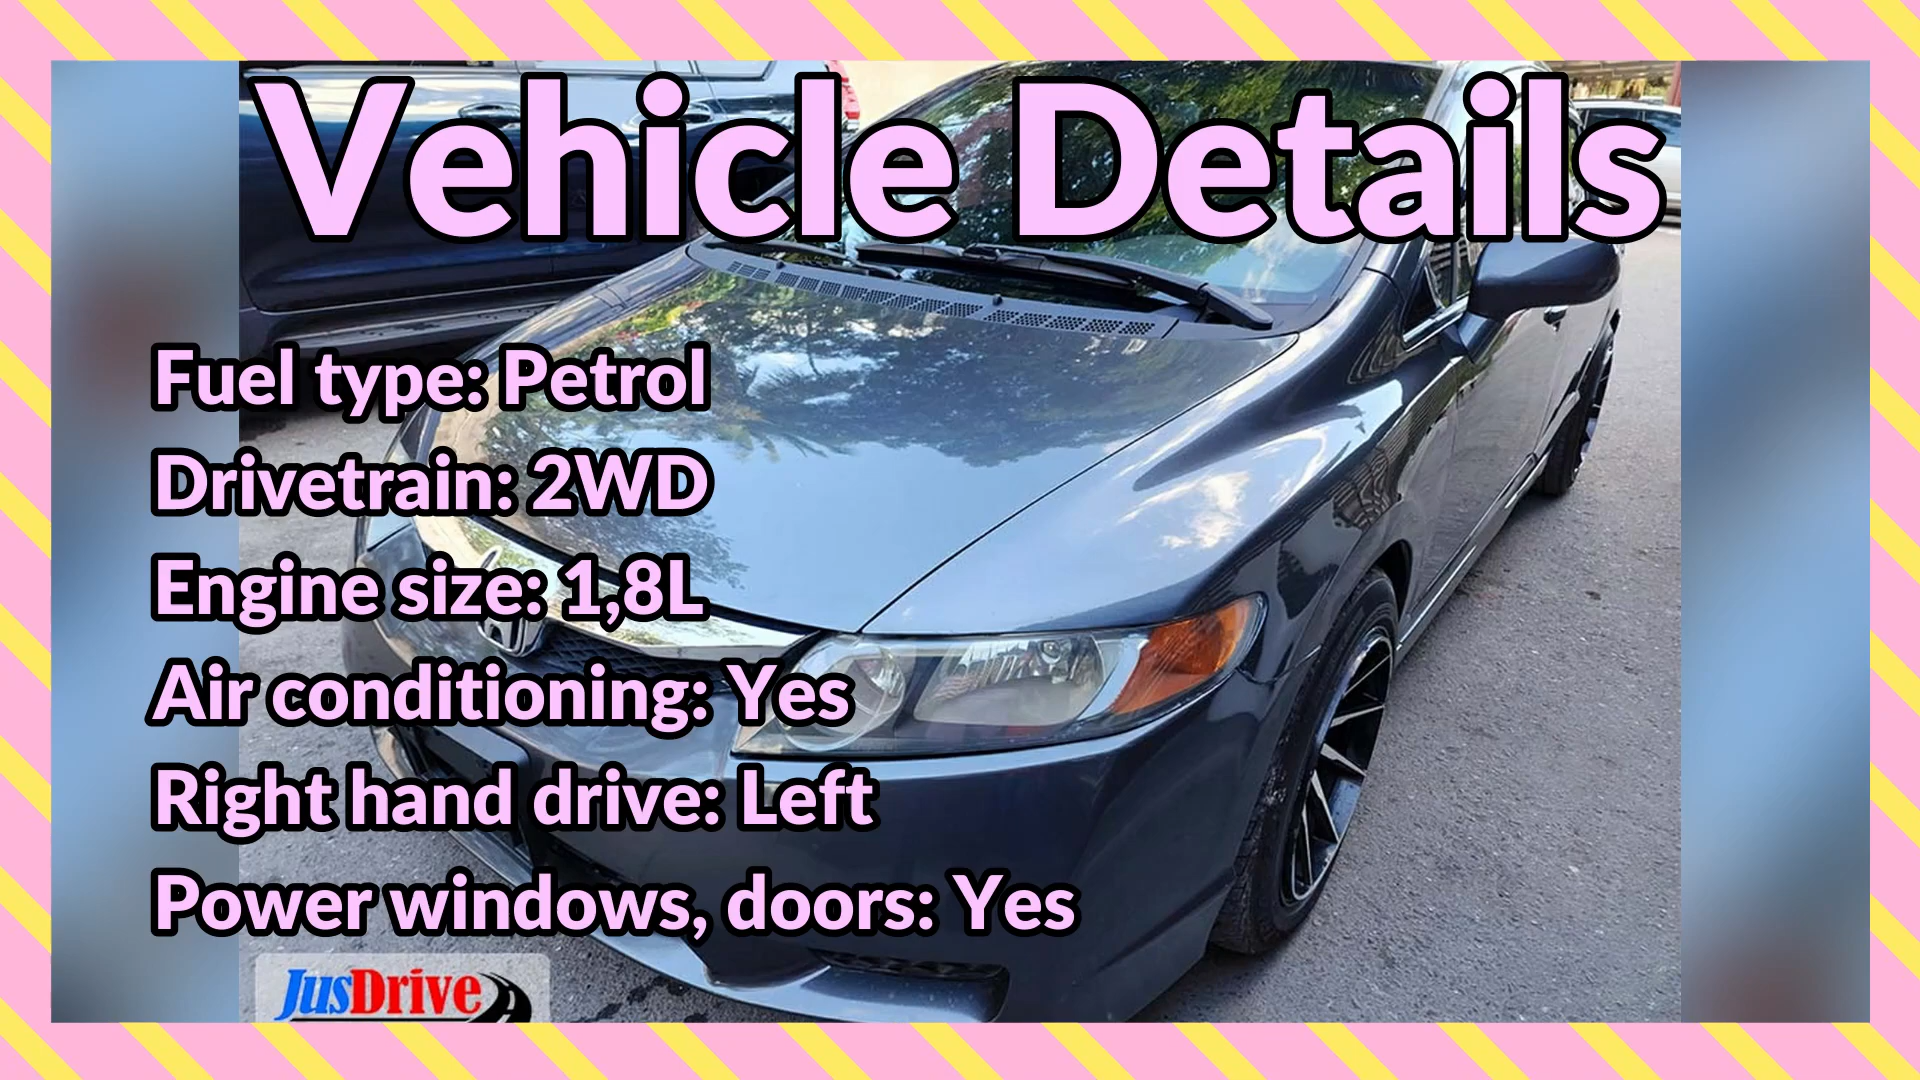 Vehicle Details
Fuel type: Petrol
Drivetrain: 2WD
Engine size: 1,8L
Air conditioning: Yes
Right hand drive: Left
Power windows, doors: Yes
JusDrive